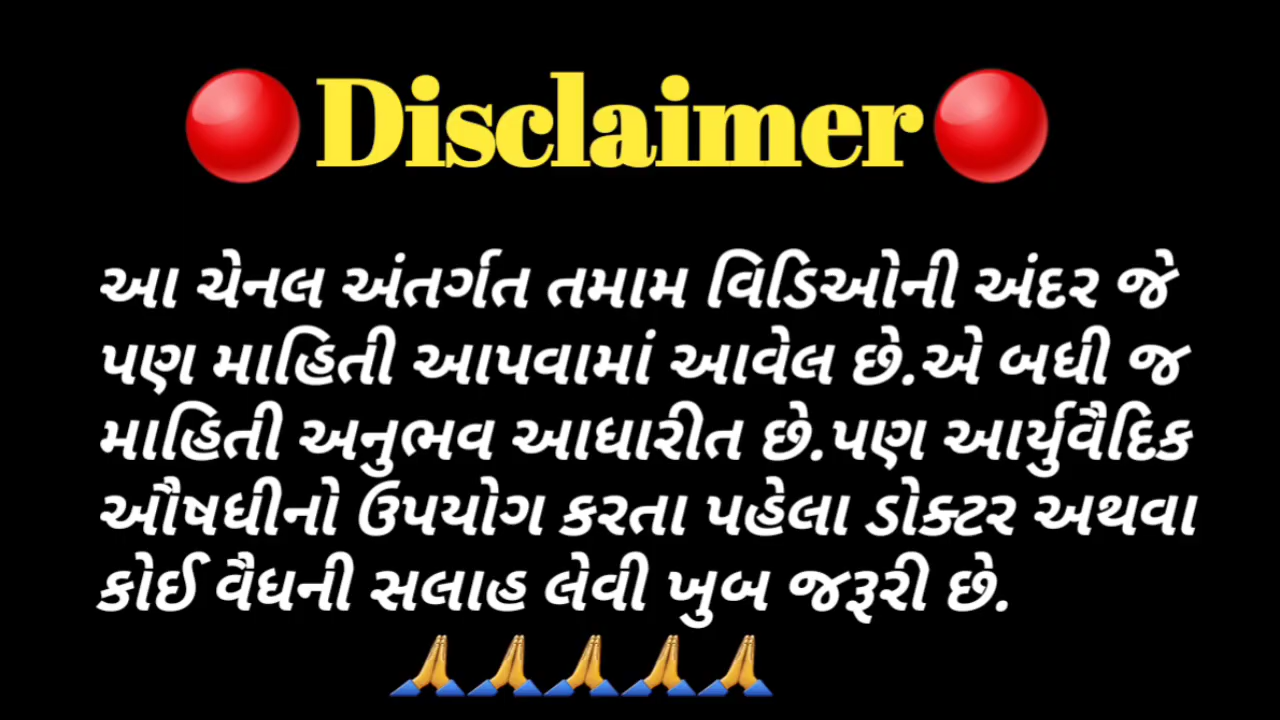 🔴Disclaimer🔴
આ ચેનલ અંતર્ગત તમામ વિડિઓની અંદર જે
પણ માહિતી આપવામાં આવેલ છે.એ બધી જ
માહિતી અનુભવ આધારીત છે.પણ આર્યુવૈદિક
ઔષધીનો ઉપયોગ કરતા પહેલા ડોક્ટર અથવા
કોઈ વૈધની સલાહ લેવી ખુબ જરૂરી છે.
🙏🙏🙏🙏🙏